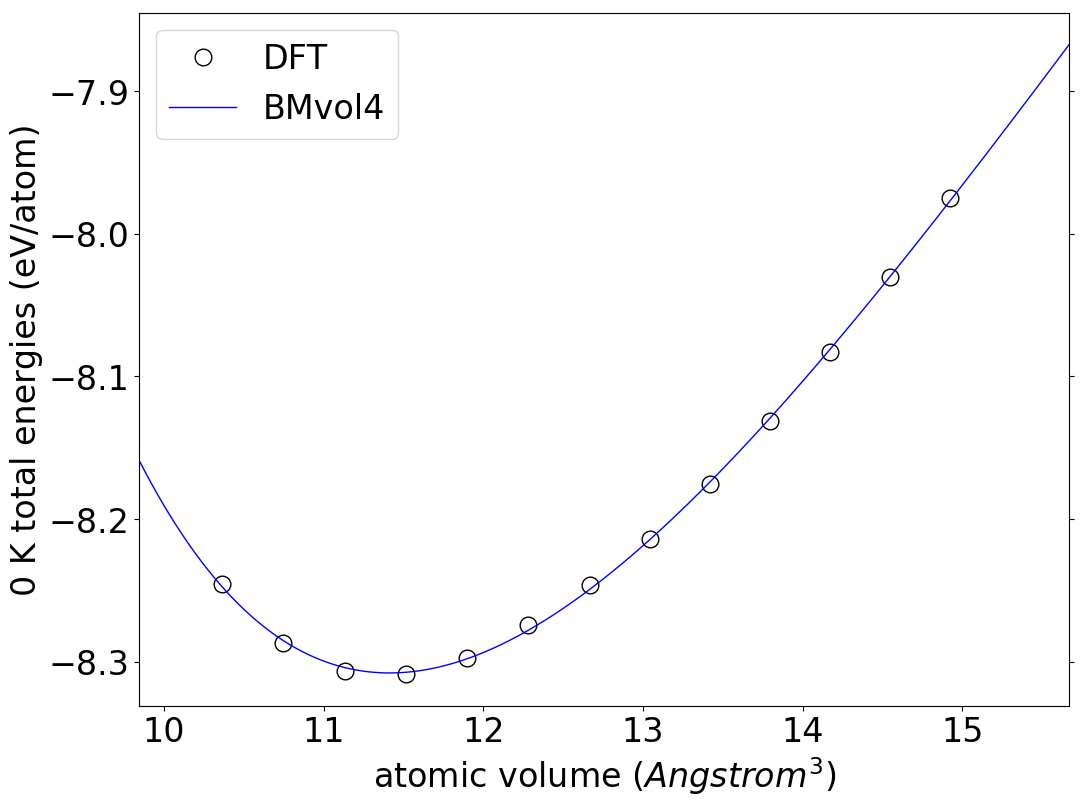 DFT
BMvol4
0 K total energies (eV/atom)
−7.9
−8.0
−8.1
−8.2
−8.3
10 11 12 13 14 15
atomic volume (Angstrom³)